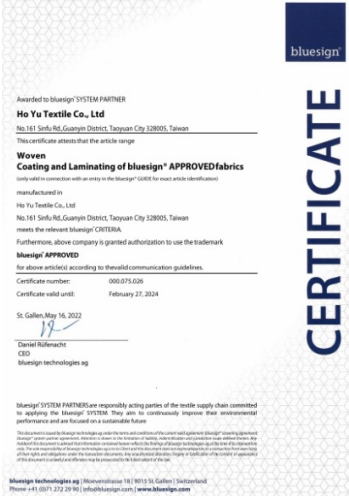 bluesign®
CERTIFICATE
Awarded to bluesign® SYSTEM PARTNER
Ho Yu Textile Co., Ltd
No.161 Sinfu Rd.,Guanyin District, Taoyuan City 328005, Taiwan
This certificate attests that the article range
Woven
Coating and Laminating of bluesign® APPROVEDfabrics
(only valid in connection with an entry in the bluesign® GUIDE for exact article identification)
manufactured in
Ho Yu Textile Co., Ltd
No.161 Sinfu Rd.,Guanyin District, Taoyuan City 328005, Taiwan
meets the relevant bluesign® CRITERIA.
Furthermore, above company is granted authorization to use the trademark
bluesign® APPROVED
for above article(s) according to thevalid communication guidelines.
Certificate number: 000.075.026
Certificate valid until: February 27, 2024
St. Gallen,May 16, 2022
Daniel Rüfenacht
CEO
bluesign technologies ag
bluesign® SYSTEM PARTNERS are responsibly acting parties of the textile supply chain committed
to applying the bluesign® SYSTEM. They aim to continuously improve their environmental
performance and are focused on a sustainable future
bluesign technologies ag | Moevenstrasse 18 | 9015 St. Gallen | Switzerland
Phone +41 (0)71 272 29 90 | info@bluesign.com | www.bluesign.com